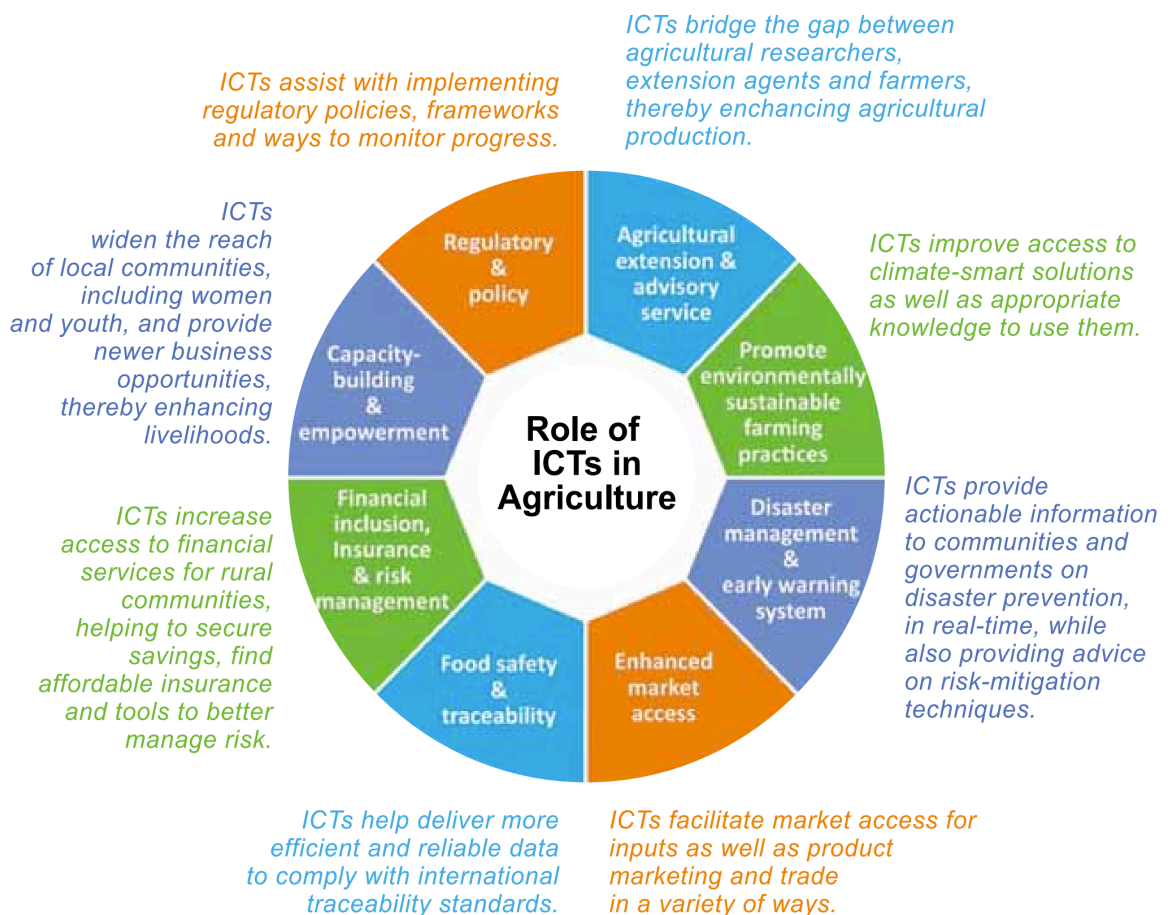 ICTs bridge the gap between
agricultural researchers,
extension agents and farmers,
thereby enchancing agricultural
production.
ICTs assist with implementing
regulatory policies, frameworks
and ways to monitor progress.
ICTs
widen the reach
of local communities,
including women
and youth, and provide
newer business
opportunities,
thereby enhancing
livelihoods.
Regulatory
&
policy
Agricultural
extension &
advisory
service
ICTs improve access to
climate-smart solutions
as well as appropriate
knowledge to use them.
Capacity-
building
&
empowerment
Promote
environmentally
sustainable
farming
practices
Role of
ICTs in
Agriculture
Financial
inclusion,
Insurance
& risk
management
Disaster
management
&
early warning
system
ICTs provide
actionable information
to communities and
governments on
disaster prevention,
in real-time, while
also providing advice
on risk-mitigation
techniques.
ICTs increase
access to financial
services for rural
communities,
helping to secure
savings, find
affordable insurance
and tools to better
manage risk.
Food safety
&
traceability
Enhanced
market
access
ICTs help deliver more
efficient and reliable data
to comply with international
traceability standards.
ICTs facilitate market access for
inputs as well as product
marketing and trade
in a variety of ways.